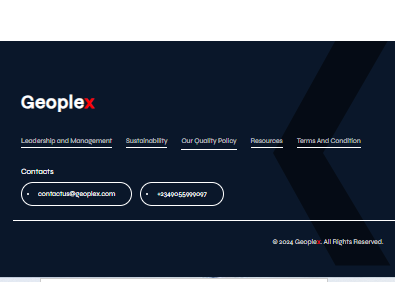 Geoplex
Leadership and Management Sustainability Our Quality Policy Resources Terms And Condition
Contacts
• contactus@geoplex.com • +2349055999097
© 2024 Geoplex. All Rights Reserved.